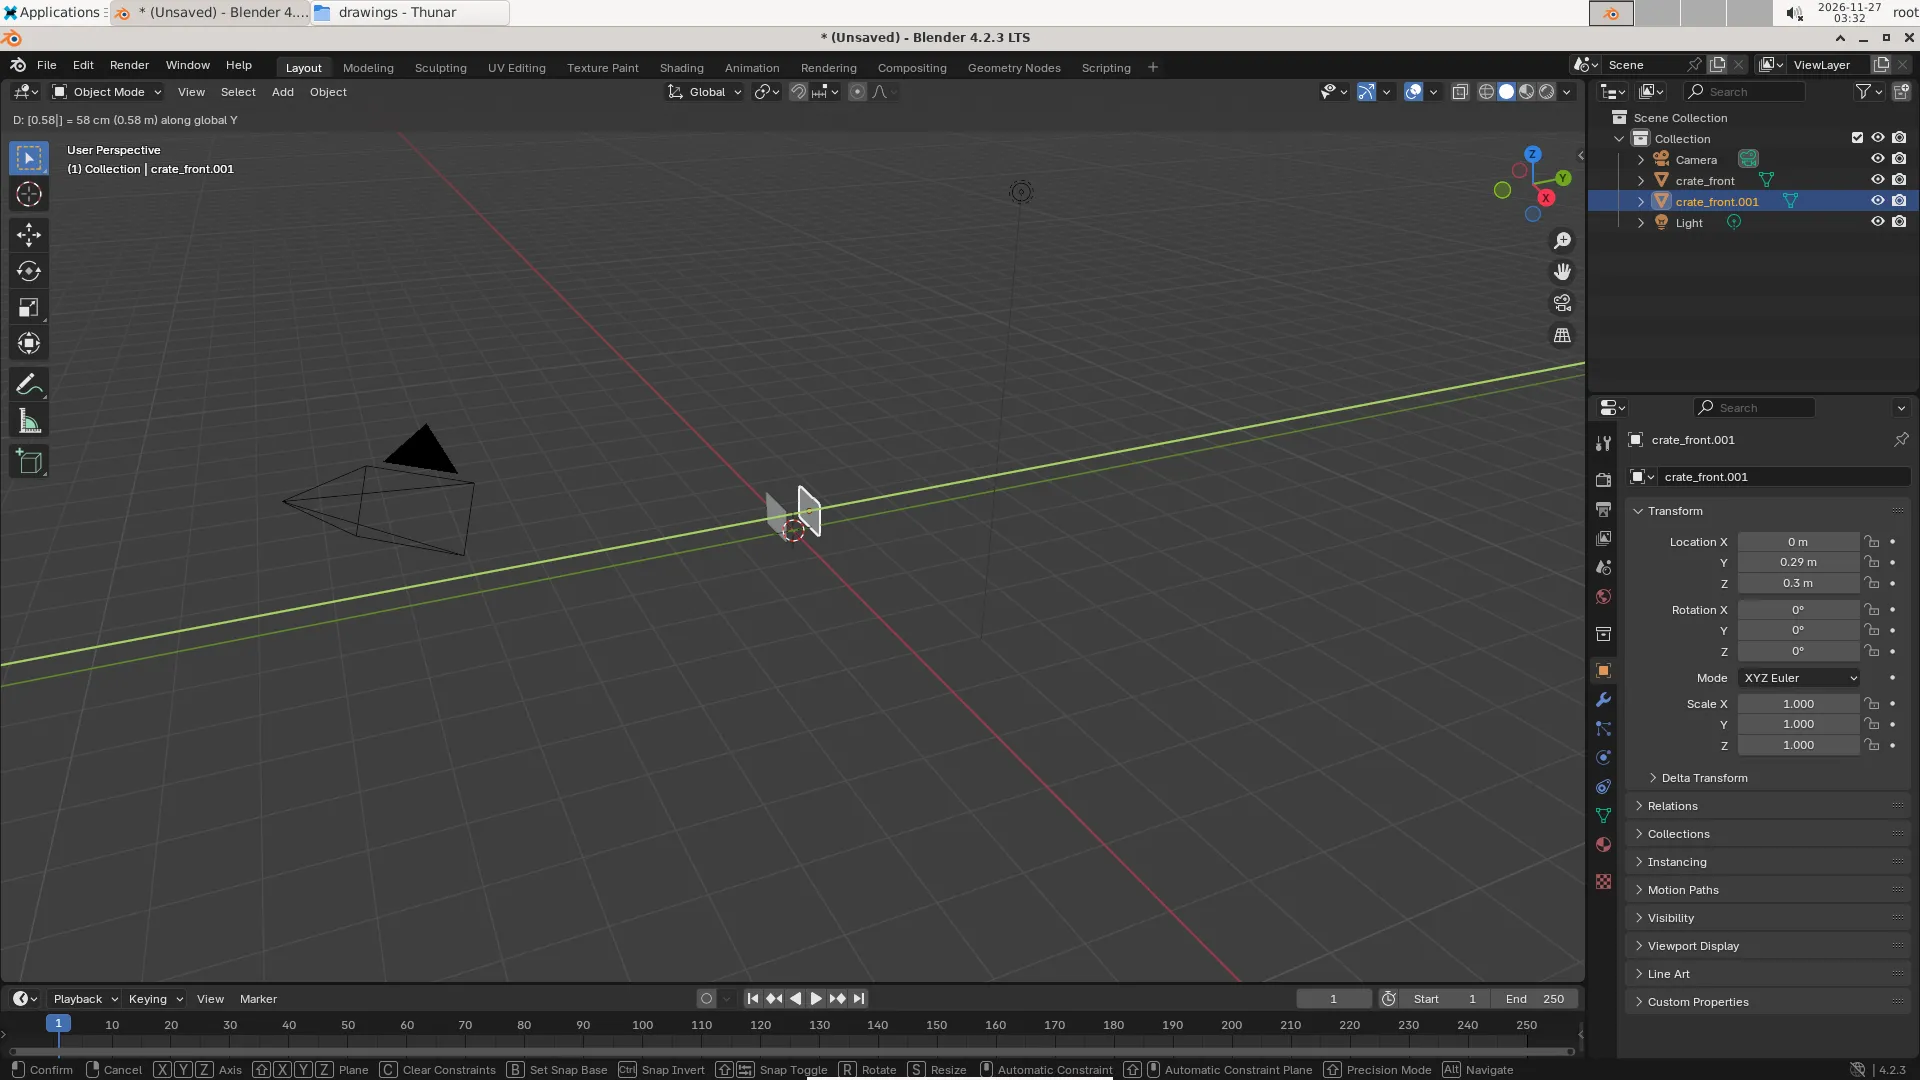 Applications
* (Unsaved) - Blender 4....
drawings - Thunar
2026-11-27
03:32
root
* (Unsaved) - Blender 4.2.3 LTS
File Edit Render Window Help
Layout Modeling Sculpting UV Editing Texture Paint Shading Animation Rendering Compositing Geometry Nodes Scripting +
Scene
ViewLayer
Object Mode View Select Add Object
Global
Search
D: [0.58|] = 58 cm (0.58 m) along global Y
User Perspective
(1) Collection | crate_front.001
Z
Y
X
Scene Collection
Collection
Camera
crate_front
crate_front.001
Light
Search
crate_front.001
crate_front.001
Transform
Location X 0 m
Y 0.29 m
Z 0.3 m
Rotation X 0°
Y 0°
Z 0°
Mode XYZ Euler
Scale X 1.000
Y 1.000
Z 1.000
Delta Transform
Relations
Collections
Instancing
Motion Paths
Visibility
Viewport Display
Line Art
Custom Properties
Playback Keying View Marker
1 Start 1 End 250
1 10 20 30 40 50 60 70 80 90 100 110 120 130 140 150 160 170 180 190 200 210 220 230 240 250
Confirm Cancel X Y Z Axis X Y Z Plane C Clear Constraints B Set Snap Base Ctrl Snap Invert Snap Toggle R Rotate S Resize Automatic Constraint Automatic Constraint Plane Precision Mode Alt Navigate 4.2.3